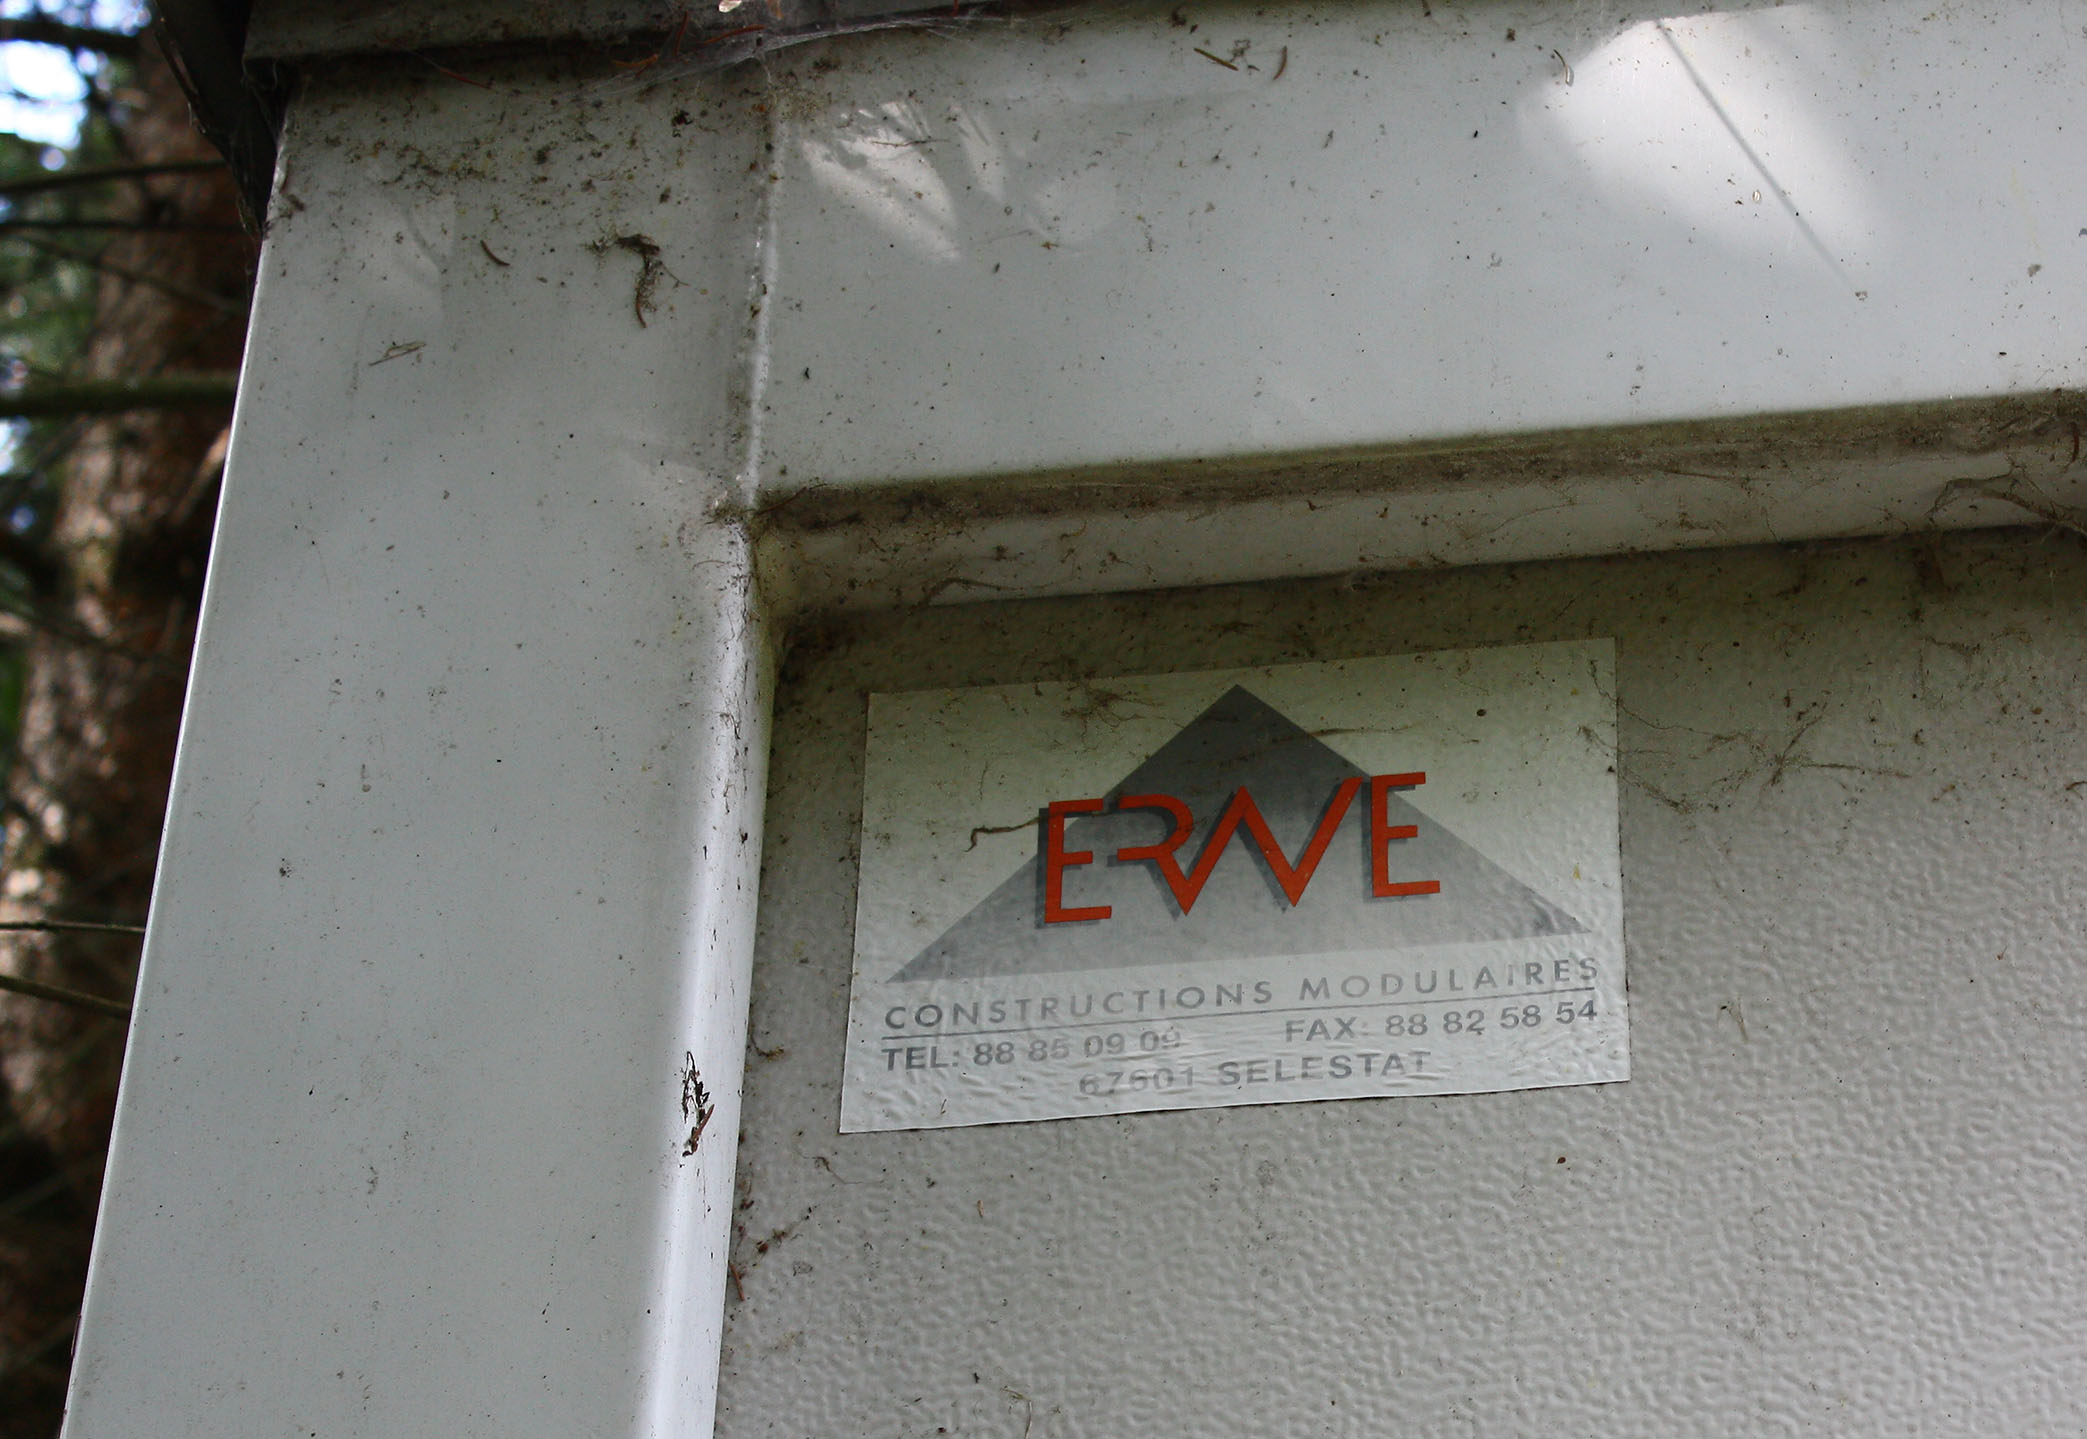 ERWE
CONSTRUCTIONS MODULAIRES
TEL: 88 85 09 09 FAX: 88 82 58 54
67601 SELESTAT